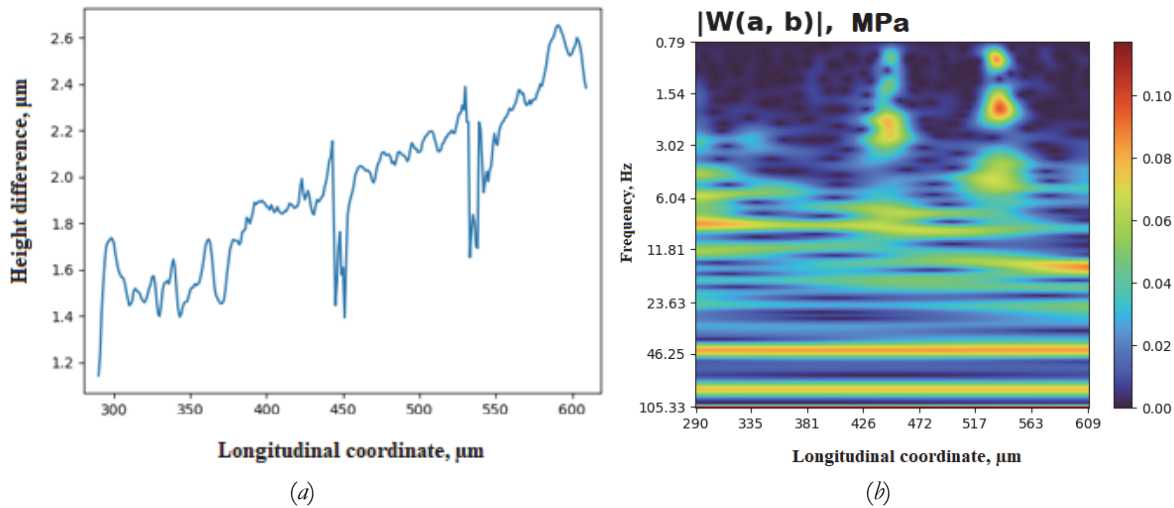 2.6
2.4
2.2
2.0
1.8
1.6
1.4
1.2
Height difference, μm
300 350 400 450 500 550 600
Longitudinal coordinate, μm
(a)
|W(a, b)|, MPa
0.79
1.54
3.02
6.04
11.81
23.63
46.25
105.33
Frequency, Hz
290 335 381 426 472 517 563 609
Longitudinal coordinate, μm
0.10
0.08
0.06
0.04
0.02
0.00
(b)